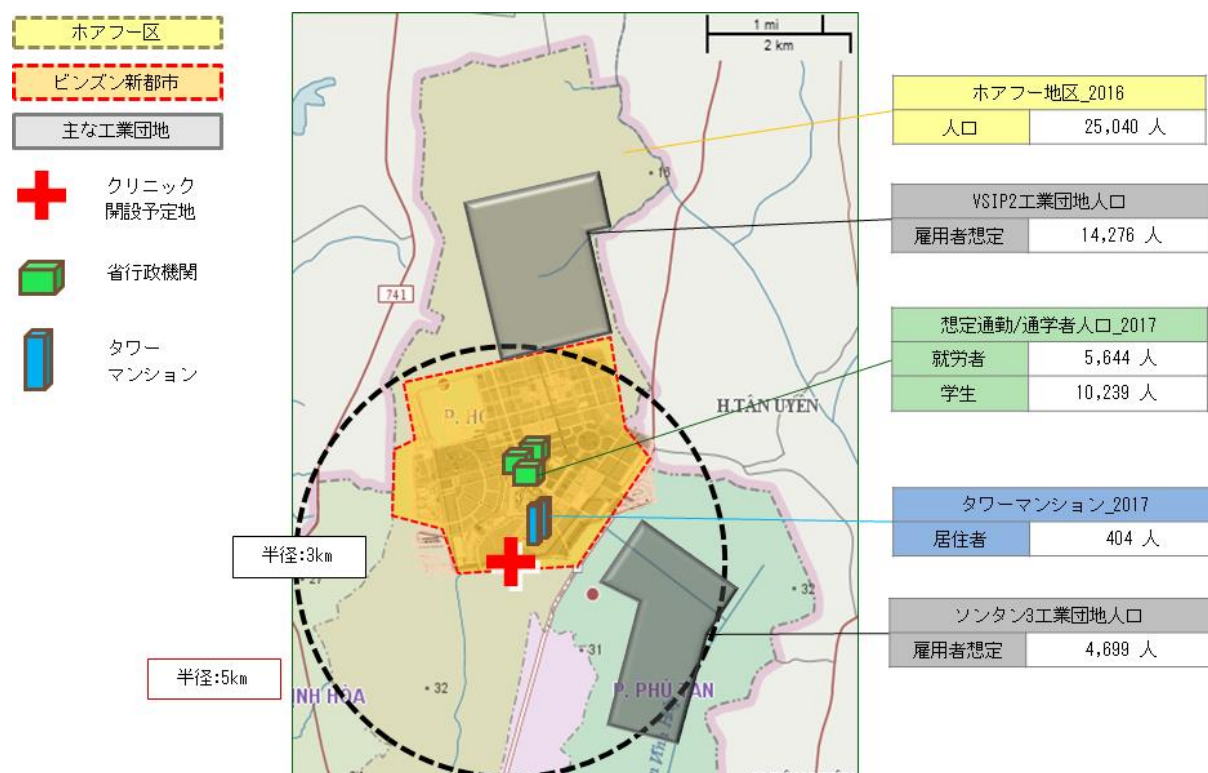 ホアフー区
ビンズン新都市
主な工業団地
クリニック
開設予定地
省行政機関
タワー
マンション
1 mi
2 km
16
741
P. HO
H.TÂN UYÊN
半径:3km
27
32
31
32
半径:5km
INH HÒA
P. PHÚ TAN
ホアフー地区_2016
人口 25,040 人
VSIP2工業団地人口
雇用者想定 14,276 人
想定通勤/通学者人口_2017
就労者 5,644 人
学生 10,239 人
タワーマンション_2017
居住者 404 人
ソンタン3工業団地人口
雇用者想定 4,699 人